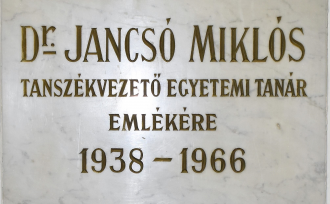 Dr. JANCSÓ MIKLÓS
TANSZÉKVEZETŐ EGYETEMI TANÁR
EMLÉKÉRE
1938 – 1966